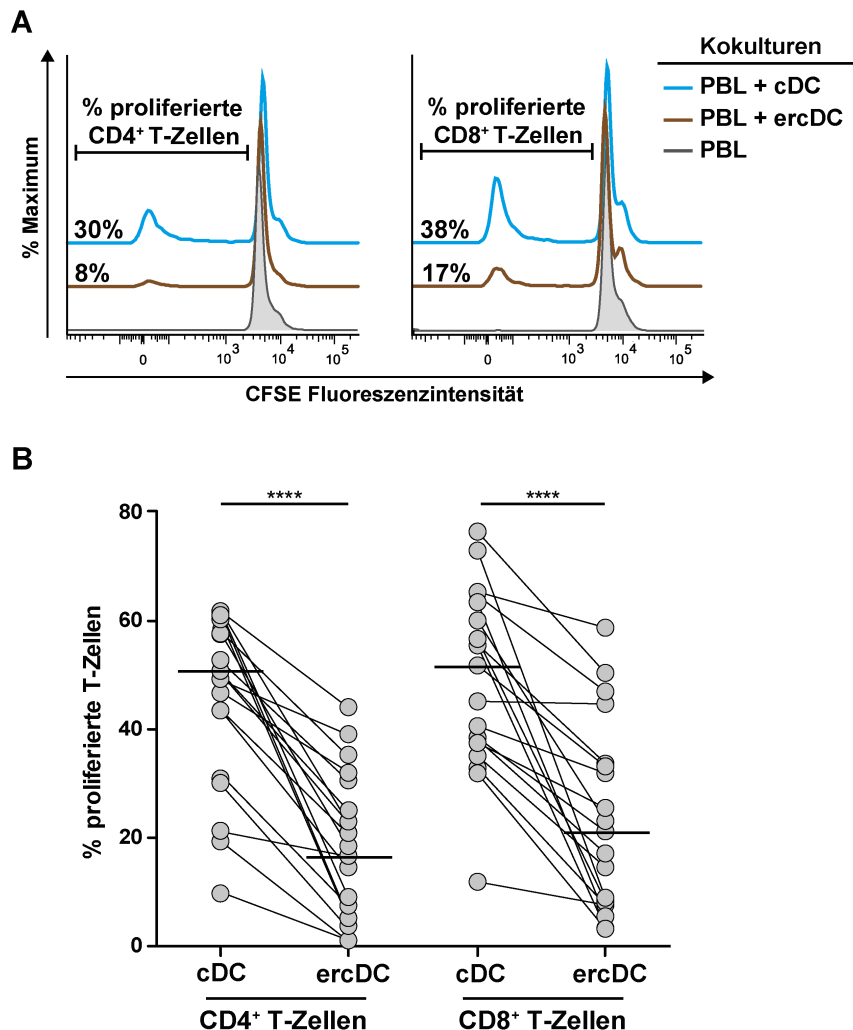 A
Kokulturen
PBL + cDC
PBL + ercDC
PBL
% Maximum
% proliferierte
CD4⁺ T-Zellen
30%
8%
0 10³ 10⁴ 10⁵
% proliferierte
CD8⁺ T-Zellen
38%
17%
0 10³ 10⁴ 10⁵
CFSE Fluoreszenzintensität
B
% proliferierte T-Zellen
80
60
40
20
0
****
****
cDC ercDC cDC ercDC
CD4⁺ T-Zellen CD8⁺ T-Zellen